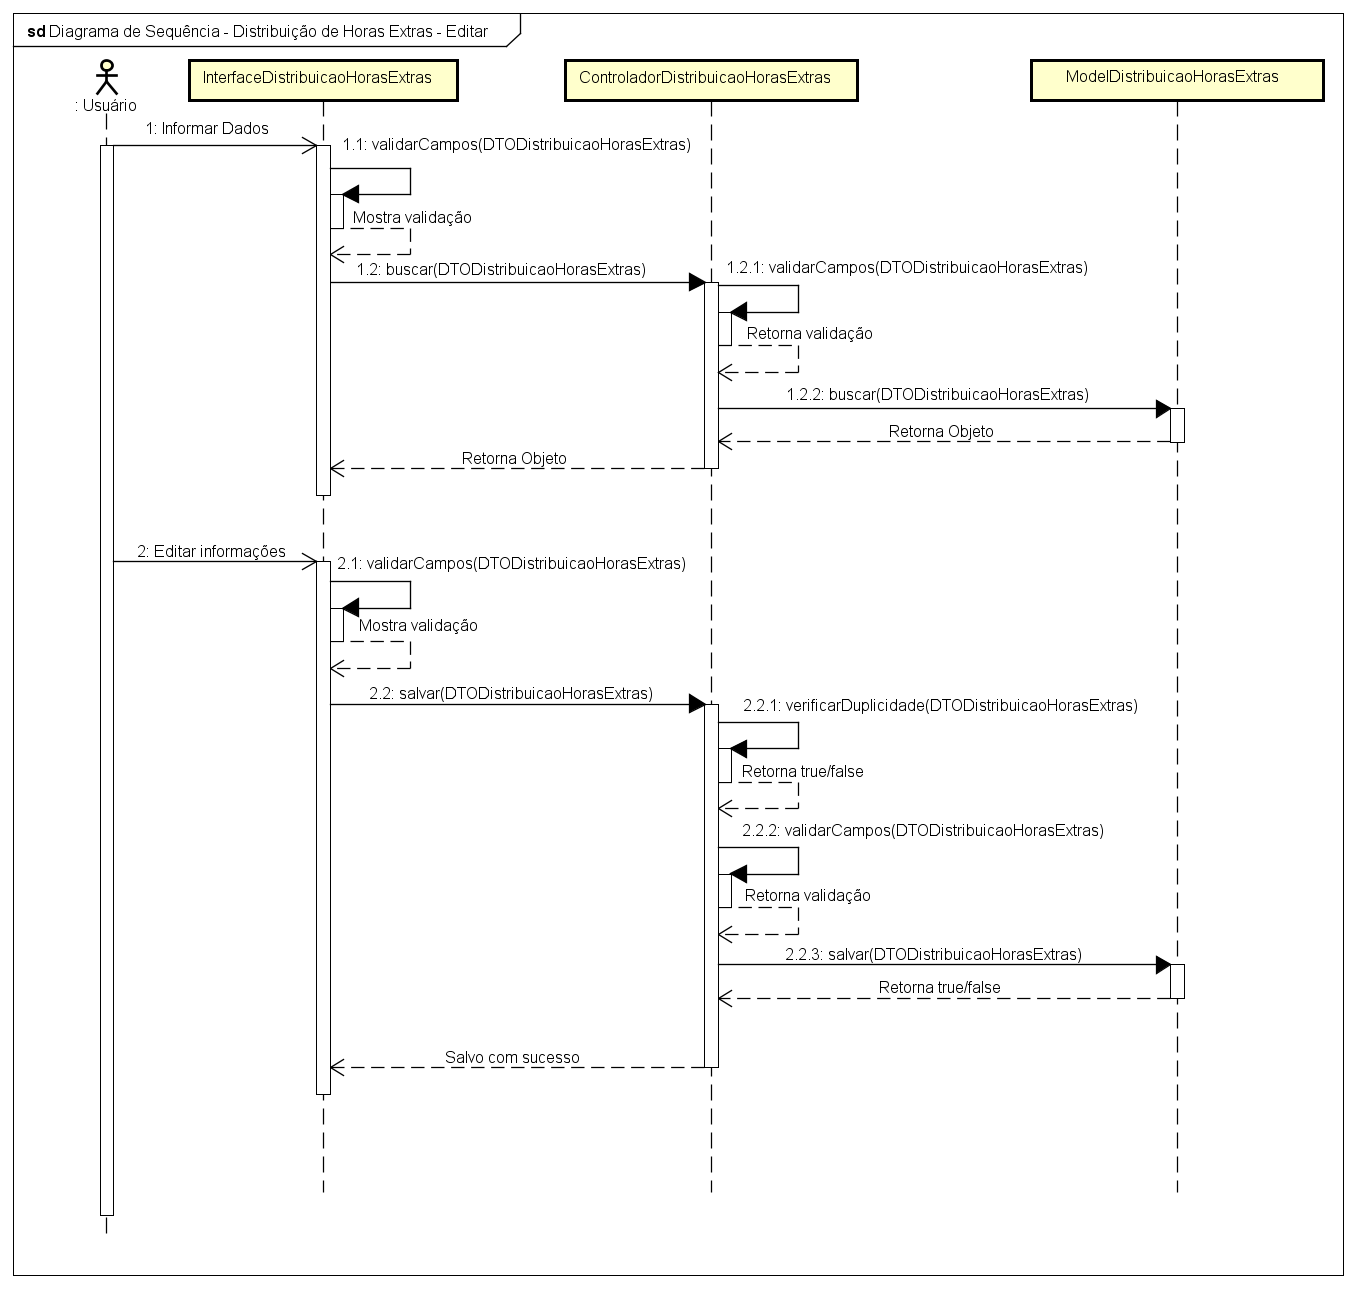 sd Diagrama de Sequência - Distribuição de Horas Extras - Editar
: Usuário
InterfaceDistribuicaoHorasExtras
ControladorDistribuicaoHorasExtras
ModelDistribuicaoHorasExtras
1: Informar Dados
1.1: validarCampos(DTODistribuicaoHorasExtras)
Mostra validação
1.2: buscar(DTODistribuicaoHorasExtras)
1.2.1: validarCampos(DTODistribuicaoHorasExtras)
Retorna validação
1.2.2: buscar(DTODistribuicaoHorasExtras)
Retorna Objeto
Retorna Objeto
2: Editar informações
2.1: validarCampos(DTODistribuicaoHorasExtras)
Mostra validação
2.2: salvar(DTODistribuicaoHorasExtras)
2.2.1: verificarDuplicidade(DTODistribuicaoHorasExtras)
Retorna true/false
2.2.2: validarCampos(DTODistribuicaoHorasExtras)
Retorna validação
2.2.3: salvar(DTODistribuicaoHorasExtras)
Retorna true/false
Salvo com sucesso